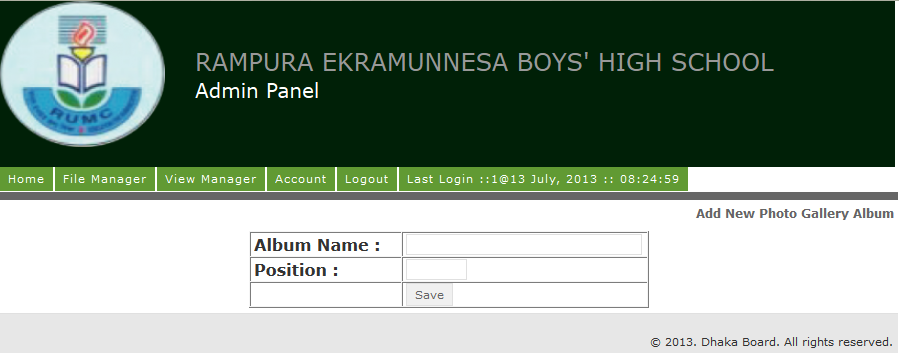 RUMC
RAMPURA EKRAMUNNESA BOYS' HIGH SCHOOL
Admin Panel
Home File Manager View Manager Account Logout Last Login ::1@13 July, 2013 :: 08:24:59
Add New Photo Gallery Album
Album Name :
Position :
Save
© 2013. Dhaka Board. All rights reserved.